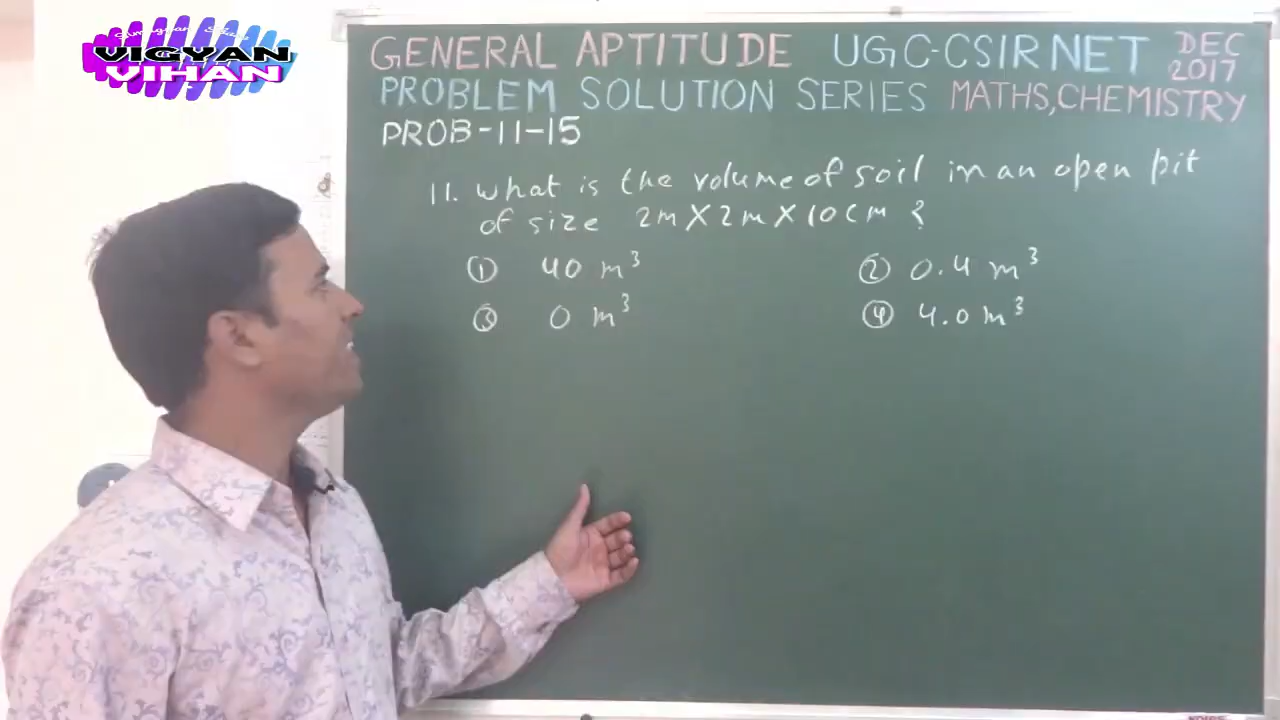 VIGYAN
VIHAN
GENERAL APTITUDE UGC-CSIR NET DEC 2017
PROBLEM SOLUTION SERIES MATHS, CHEMISTRY
PROB-11-15
11. What is the volume of soil in an open pit
of size 2m X 2m X 10cm ?
① 40 m³ ② 0.4 m³
③ 0 m³ ④ 4.0 m³